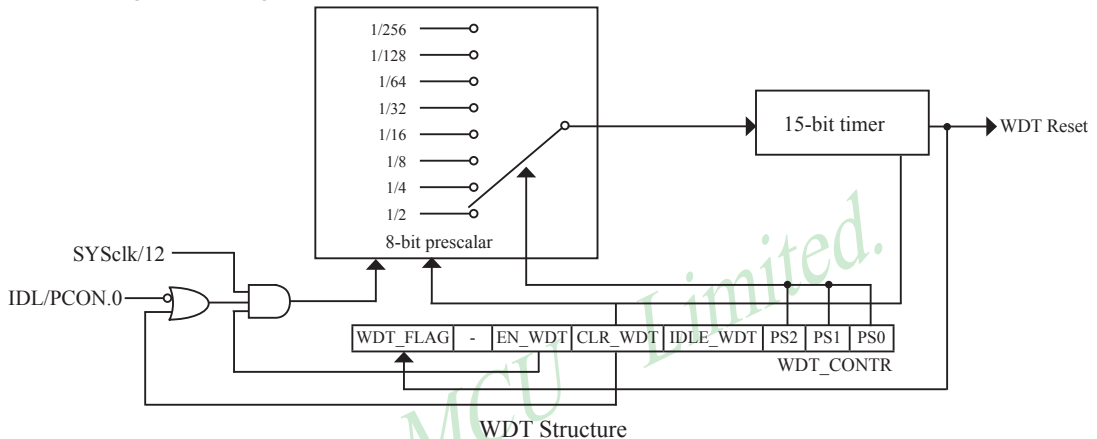 1/256
1/128
1/64
1/32
1/16
1/8
1/4
1/2
8-bit prescalar
15-bit timer
WDT Reset
SYSclk/12
IDL/PCON.0
WDT_FLAG - EN_WDT CLR_WDT IDLE_WDT PS2 PS1 PS0
WDT_CONTR
MCU Limited.
WDT Structure